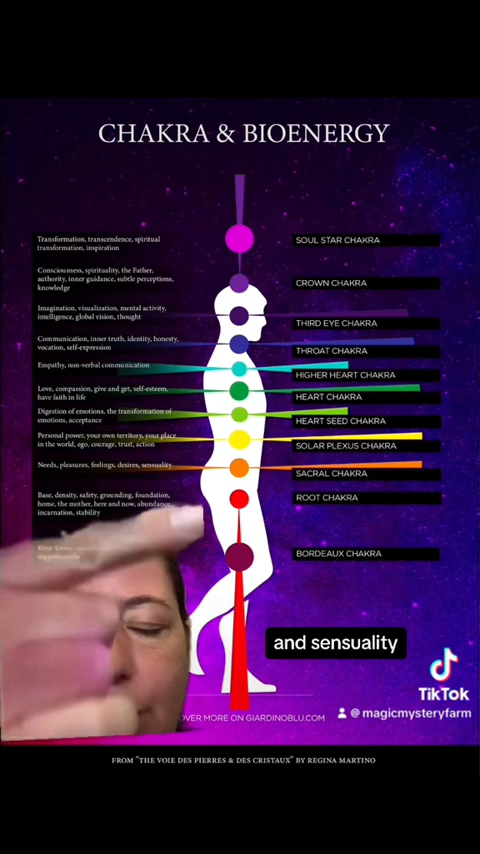 CHAKRA & BIOENERGY
Transformation, transcendence, spiritual
transformation, inspiration
SOUL STAR CHAKRA
Consciousness, spirituality, the Father,
authority, inner guidance, subtle perceptions,
knowledge
CROWN CHAKRA
Imagination, visualization, mental activity,
intelligence, global vision, thought
THIRD EYE CHAKRA
Communication, inner truth, identity, honesty,
vocation, self-expression
THROAT CHAKRA
Empathy, non-verbal communication
HIGHER HEART CHAKRA
Love, compassion, give and get, self-esteem,
have faith in life
HEART CHAKRA
Digestion of emotions, the transformation of
emotions, acceptance
HEART SEED CHAKRA
Personal power, your own territory, your place
in the world, ego, courage, trust, action
SOLAR PLEXUS CHAKRA
Needs, pleasures, feelings, desires, sensuality
SACRAL CHAKRA
Base, density, safety, grounding, foundation,
home, the mother, here and now, abundance,
incarnation, stability
ROOT CHAKRA
BORDEAUX CHAKRA
and sensuality
TikTok
@magicmysteryfarm
OVER MORE ON GIARDINOBLU.COM
FROM "THE VOIE DES PIERRES & DES CRISTAUX" BY REGINA MARTINO